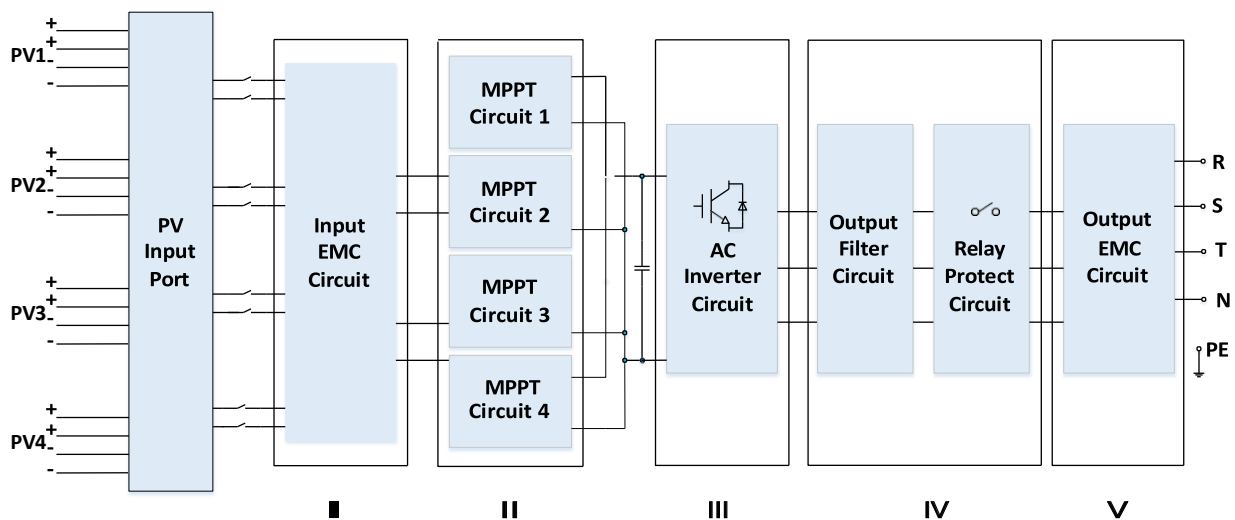 +
+
PV1
-
-
+
+
PV2
-
-
+
+
PV3
-
-
+
+
PV4
-
-
PV
Input
Port
Input
EMC
Circuit
MPPT
Circuit 1
MPPT
Circuit 2
MPPT
Circuit 3
MPPT
Circuit 4
AC
Inverter
Circuit
Output
Filter
Circuit
Relay
Protect
Circuit
Output
EMC
Circuit
R
S
T
N
PE
II
III
IV
V